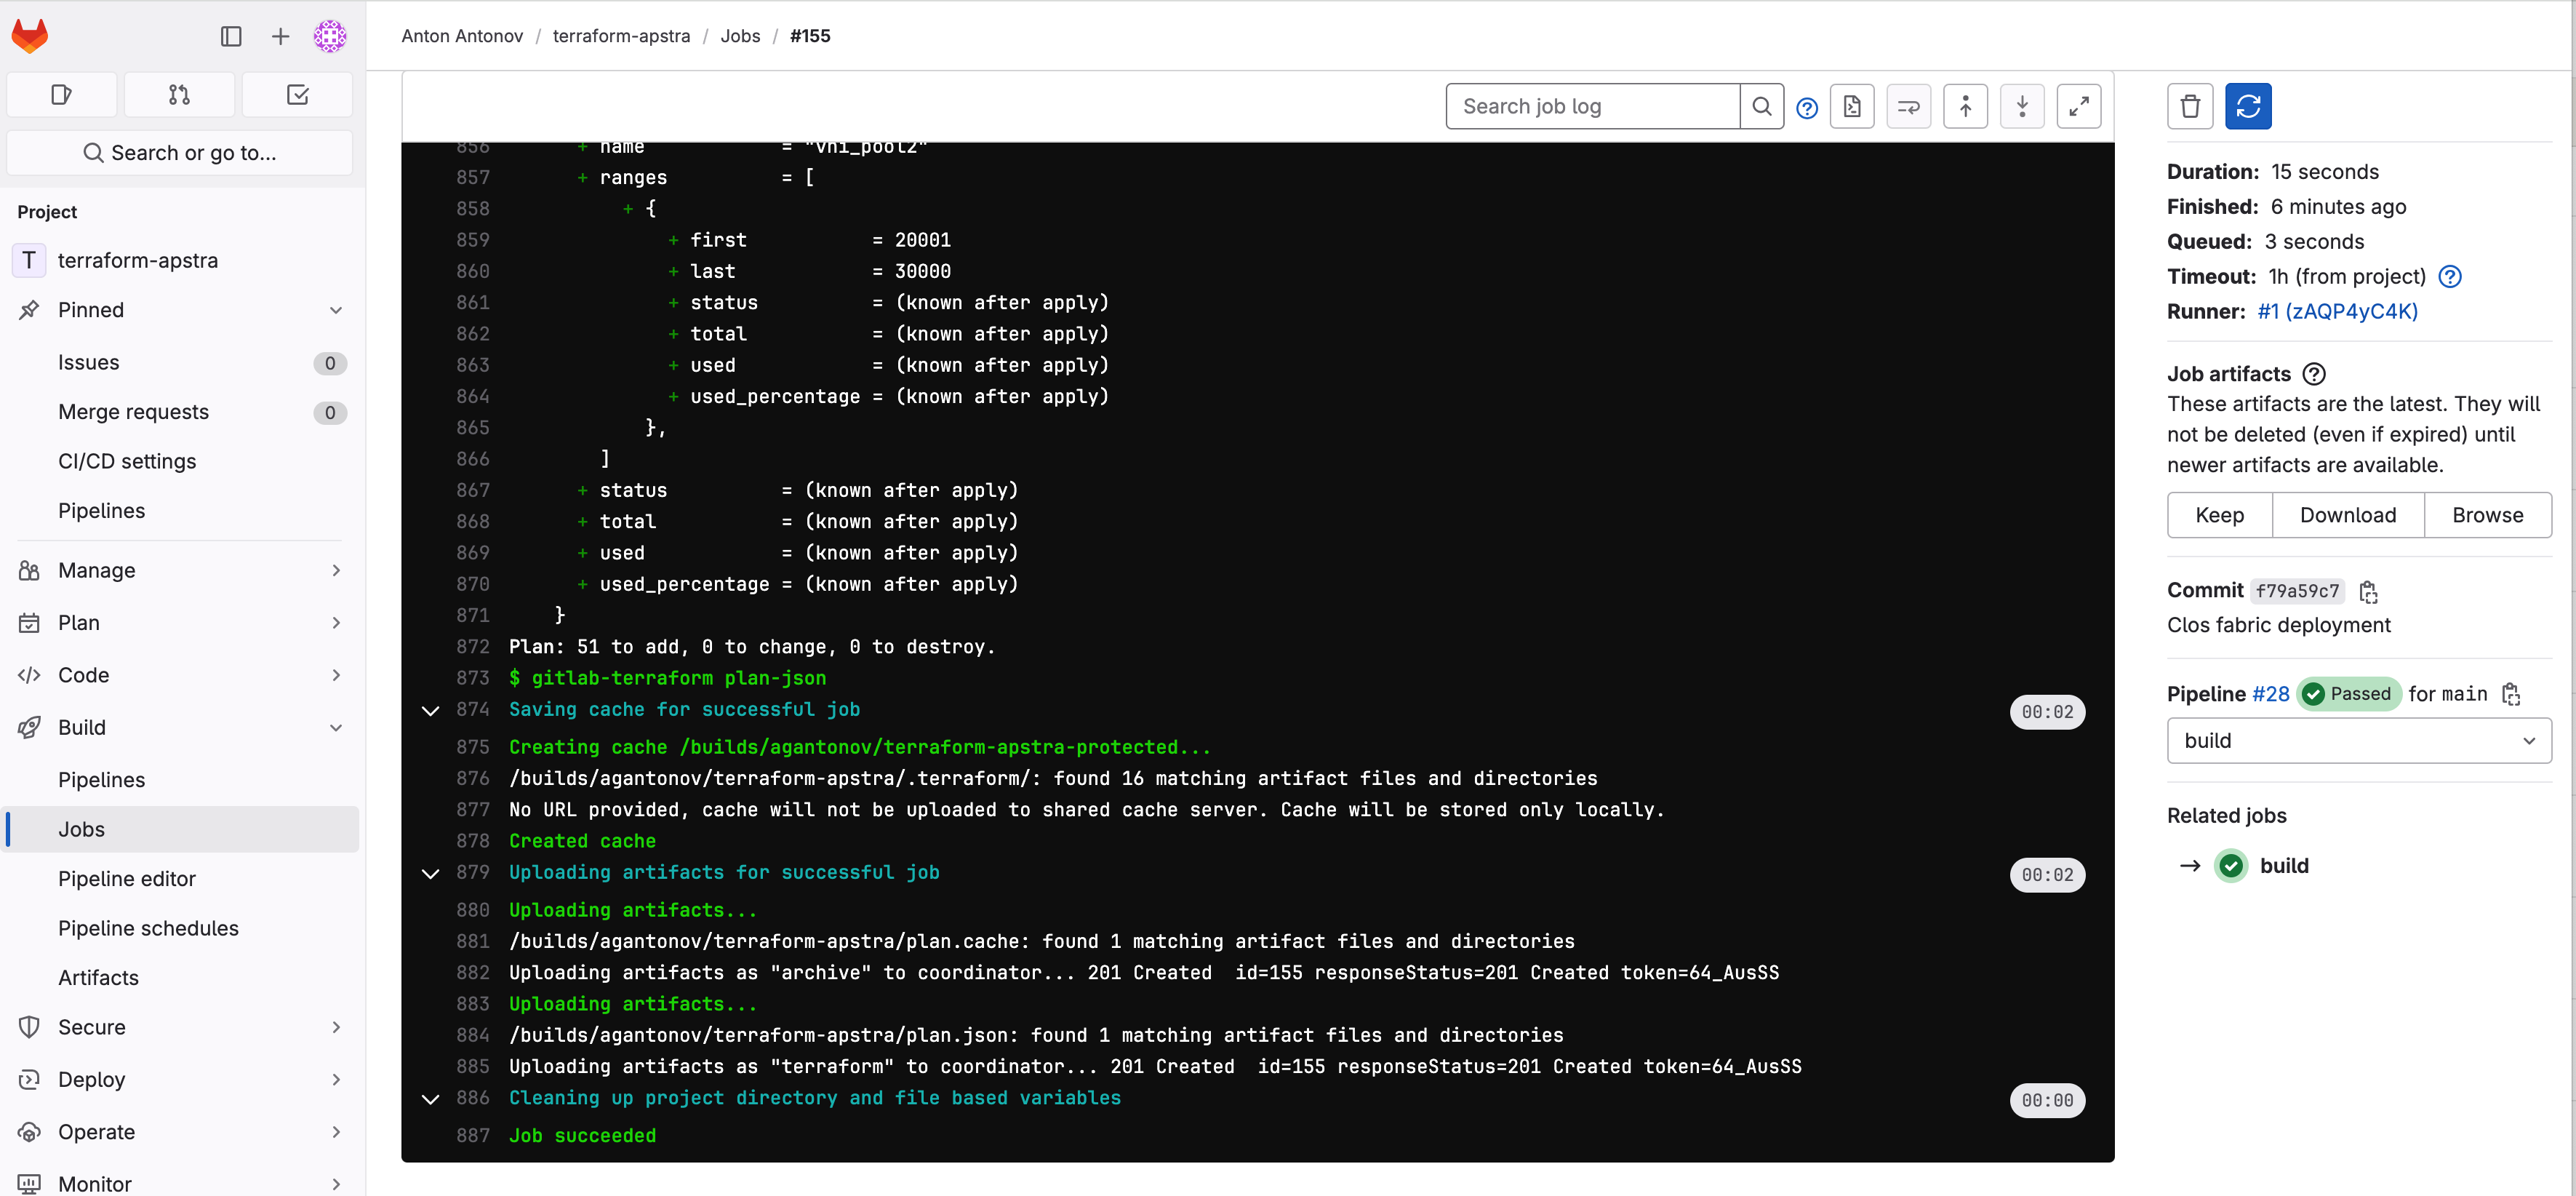 Anton Antonov / terraform-apstra / Jobs / #155
Search or go to...
Project
T terraform-apstra
Pinned
Issues 0
Merge requests 0
CI/CD settings
Pipelines
Manage
Plan
Code
Build
Pipelines
Jobs
Pipeline editor
Pipeline schedules
Artifacts
Secure
Deploy
Operate
Monitor
Search job log
856 + name = "vni_pool2"
857 + ranges = [
858 + {
859 + first = 20001
860 + last = 30000
861 + status = (known after apply)
862 + total = (known after apply)
863 + used = (known after apply)
864 + used_percentage = (known after apply)
865 },
866 ]
867 + status = (known after apply)
868 + total = (known after apply)
869 + used = (known after apply)
870 + used_percentage = (known after apply)
871 }
872 Plan: 51 to add, 0 to change, 0 to destroy.
873 $ gitlab-terraform plan-json
874 Saving cache for successful job 00:02
875 Creating cache /builds/agantonov/terraform-apstra-protected...
876 /builds/agantonov/terraform-apstra/.terraform/: found 16 matching artifact files and directories
877 No URL provided, cache will not be uploaded to shared cache server. Cache will be stored only locally.
878 Created cache
879 Uploading artifacts for successful job 00:02
880 Uploading artifacts...
881 /builds/agantonov/terraform-apstra/plan.cache: found 1 matching artifact files and directories
882 Uploading artifacts as "archive" to coordinator... 201 Created  id=155 responseStatus=201 Created token=64_AusSS
883 Uploading artifacts...
884 /builds/agantonov/terraform-apstra/plan.json: found 1 matching artifact files and directories
885 Uploading artifacts as "terraform" to coordinator... 201 Created  id=155 responseStatus=201 Created token=64_AusSS
886 Cleaning up project directory and file based variables 00:00
887 Job succeeded
Duration: 15 seconds
Finished: 6 minutes ago
Queued: 3 seconds
Timeout: 1h (from project)
Runner: #1 (zAQP4yC4K)
Job artifacts
These artifacts are the latest. They will
not be deleted (even if expired) until
newer artifacts are available.
Keep Download Browse
Commit f79a59c7
Clos fabric deployment
Pipeline #28 Passed for main
build
Related jobs
→ build